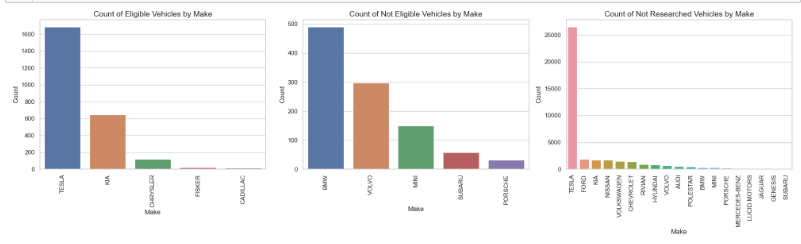 Count of Eligible Vehicles by Make
1600
1400
1200
1000
800
600
400
200
0
Count
TESLA
KIA
CHRYSLER
FISKER
CADILLAC
Make
Count of Not Eligible Vehicles by Make
500
400
300
200
100
0
Count
BMW
VOLVO
MINI
SUBARU
PORSCHE
Make
Count of Not Researched Vehicles by Make
25000
20000
15000
10000
5000
0
Count
TESLA
FORD
KIA
NISSAN
VOLKSWAGEN
CHEVROLET
RIVIAN
HYUNDAI
VOLVO
AUDI
POLESTAR
BMW
MINI
PORSCHE
MERCEDES-BENZ
LUCID MOTORS
JAGUAR
GENESIS
SUBARU
Make